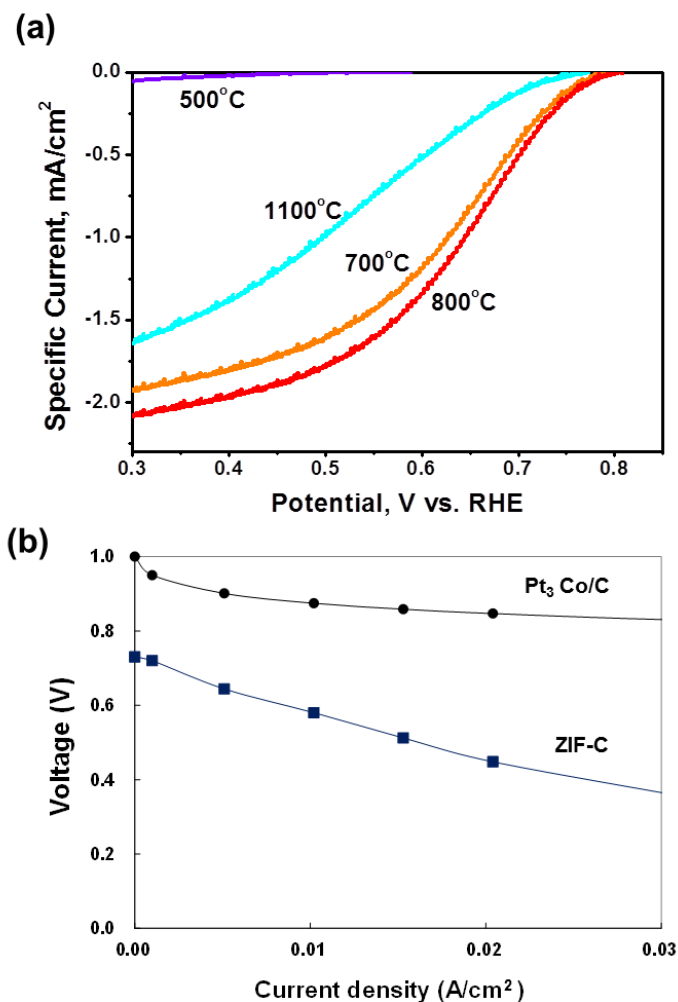 (a)
0.0
-0.5
-1.0
-1.5
-2.0
Specific Current, mA/cm²
500°C
1100°C
700°C
800°C
0.3 0.4 0.5 0.6 0.7 0.8
Potential, V vs. RHE
(b)
1.0
0.8
0.6
0.4
0.2
0.0
Voltage (V)
Pt₃ Co/C
ZIF-C
0.00 0.01 0.02 0.03
Current density (A/cm²)